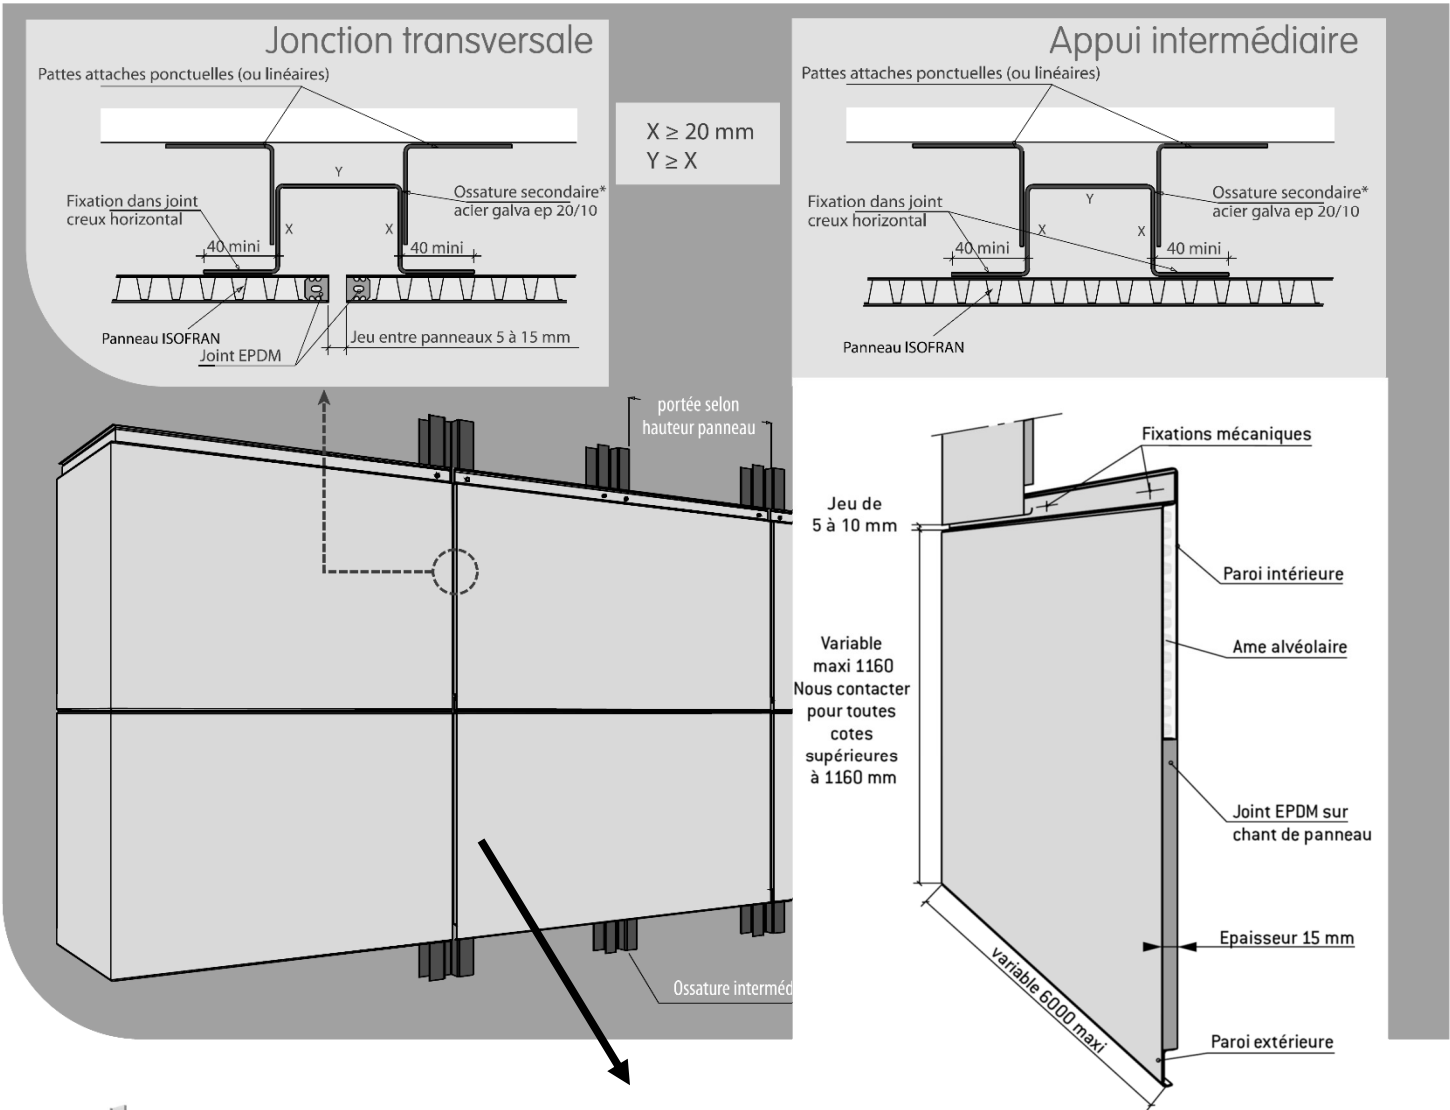 Jonction transversale
Pattes attaches ponctuelles (ou linéaires)
Y
Fixation dans joint
creux horizontal
Ossature secondaire*
acier galva ep 20/10
X
X
40 mini
40 mini
Panneau ISOFRAN
Joint EPDM
Jeu entre panneaux 5 à 15 mm
X ≥ 20 mm
Y ≥ X
Appui intermédiaire
Pattes attaches ponctuelles (ou linéaires)
Fixation dans joint
creux horizontal
Y
Ossature secondaire*
acier galva ep 20/10
X
X
40 mini
40 mini
Panneau ISOFRAN
portée selon
hauteur panneau
Ossature interméd
Fixations mécaniques
Jeu de
5 à 10 mm
Paroi intérieure
Variable
maxi 1160
Nous contacter
pour toutes
cotes
supérieures
à 1160 mm
Ame alvéolaire
Joint EPDM sur
chant de panneau
Epaisseur 15 mm
variable 6000 maxi
Paroi extérieure